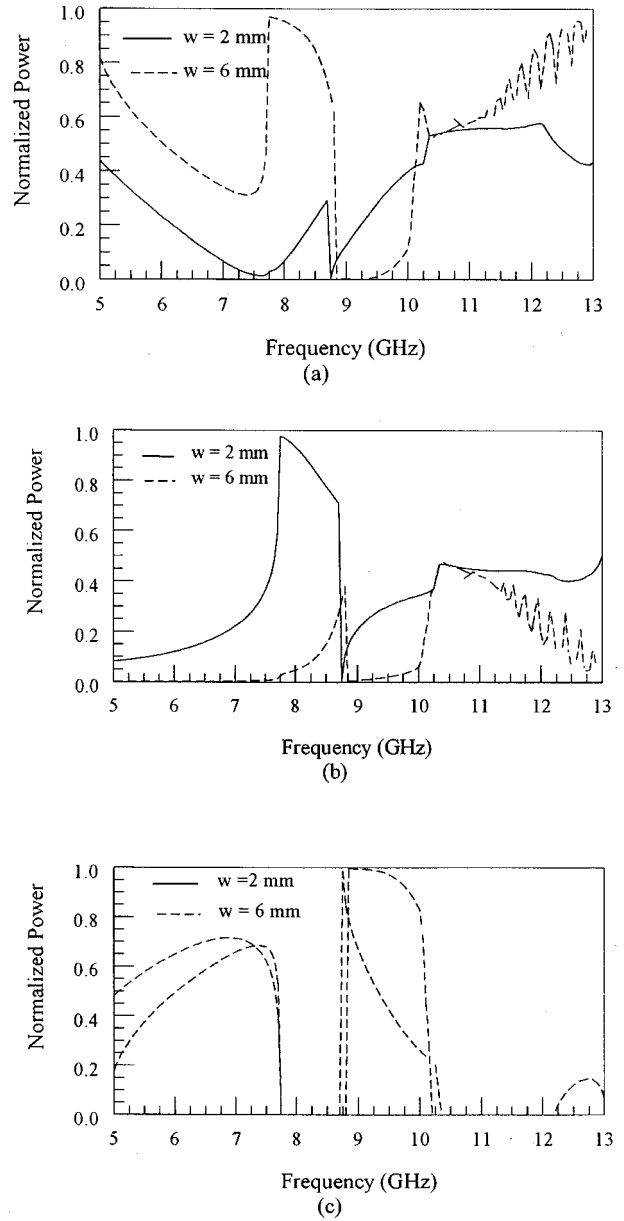 1.0
w = 2 mm
0.8
w = 6 mm
0.6
0.4
0.2
0.0
Normalized Power
5 6 7 8 9 10 11 12 13
Frequency (GHz)
(a)
1.0
w = 2 mm
0.8
w = 6 mm
0.6
0.4
0.2
0.0
Normalized Power
5 6 7 8 9 10 11 12 13
Frequency (GHz)
(b)
1.0
w =2 mm
0.8
w = 6 mm
0.6
0.4
0.2
0.0
Normalized Power
5 6 7 8 9 10 11 12 13
Frequency (GHz)
(c)